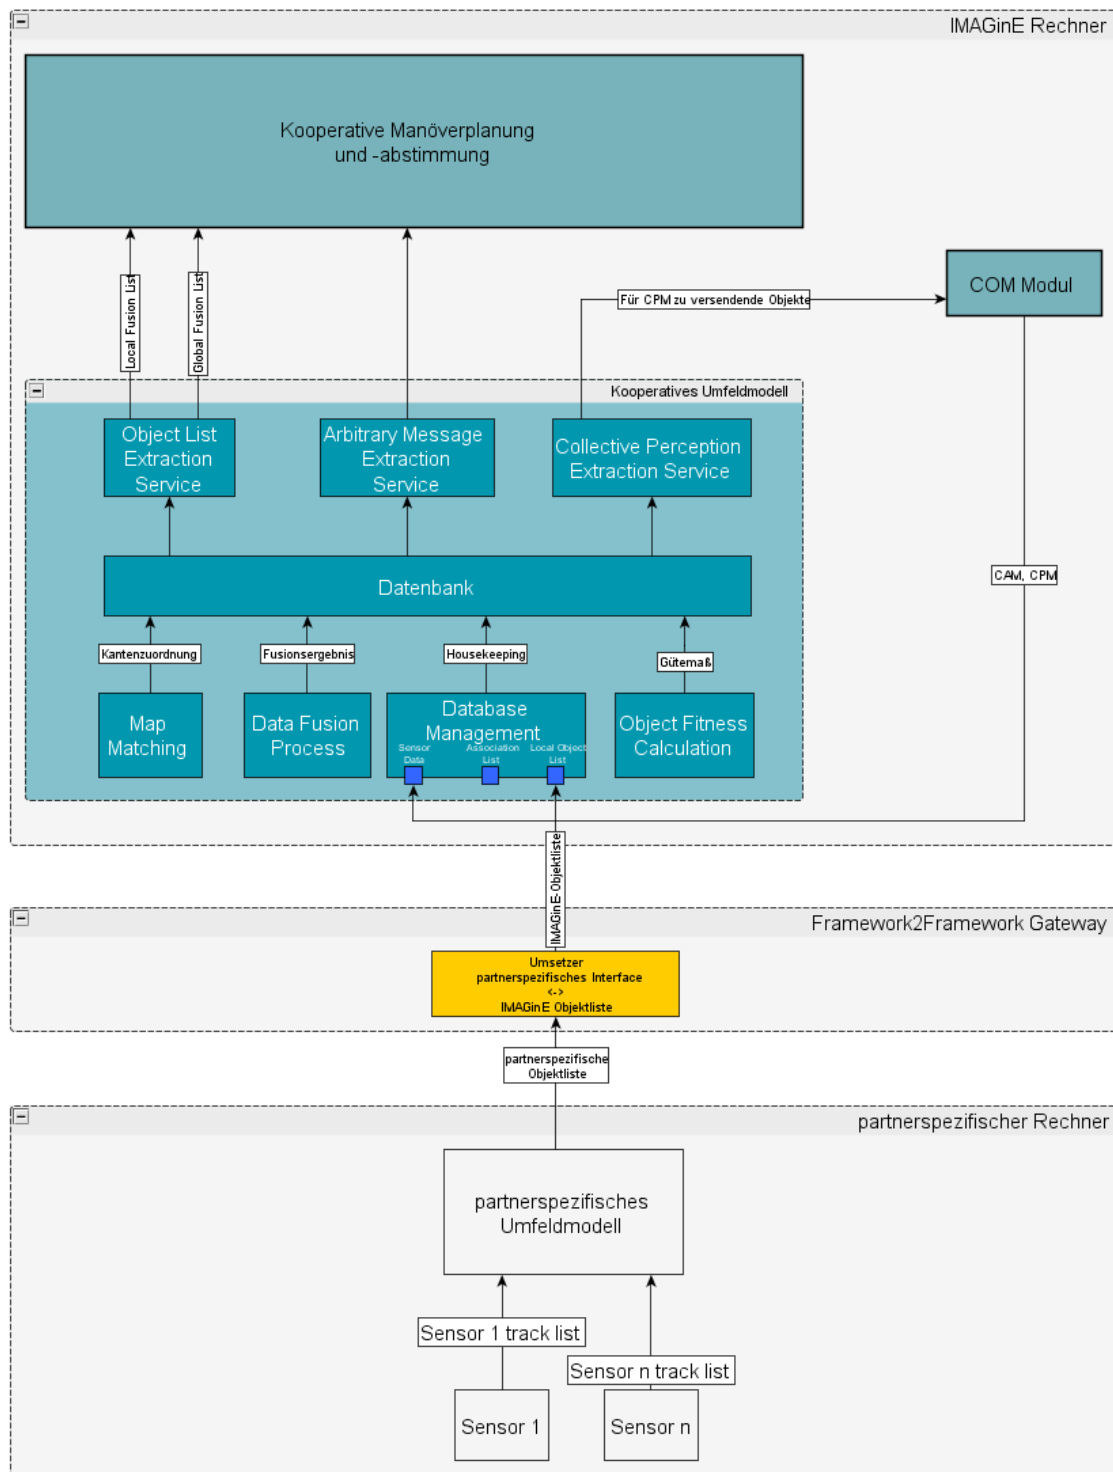 IMAGinE Rechner
Kooperative Manöverplanung
und -abstimmung
COM Modul
Local Fusion List
Global Fusion List
Für CPM zu versendende Objekte
Kooperatives Umfeldmodell
Object List
Extraction
Service
Arbitrary Message
Extraction
Service
Collective Perception
Extraction Service
Datenbank
CAM, CPM
Kantenzuordnung
Fusionsergebnis
Housekeeping
Gütemaß
Map
Matching
Data Fusion
Process
Database
Management
Sensor
Data
Association
List
Local Object
List
Object Fitness
Calculation
IMAGinE-Objektliste
Framework2Framework Gateway
Umsetzer
partnerspezifisches Interface
<->
IMAGinE Objektliste
partnerspezifische
Objektliste
partnerspezifischer Rechner
partnerspezifisches
Umfeldmodell
Sensor 1 track list
Sensor n track list
Sensor 1
Sensor n